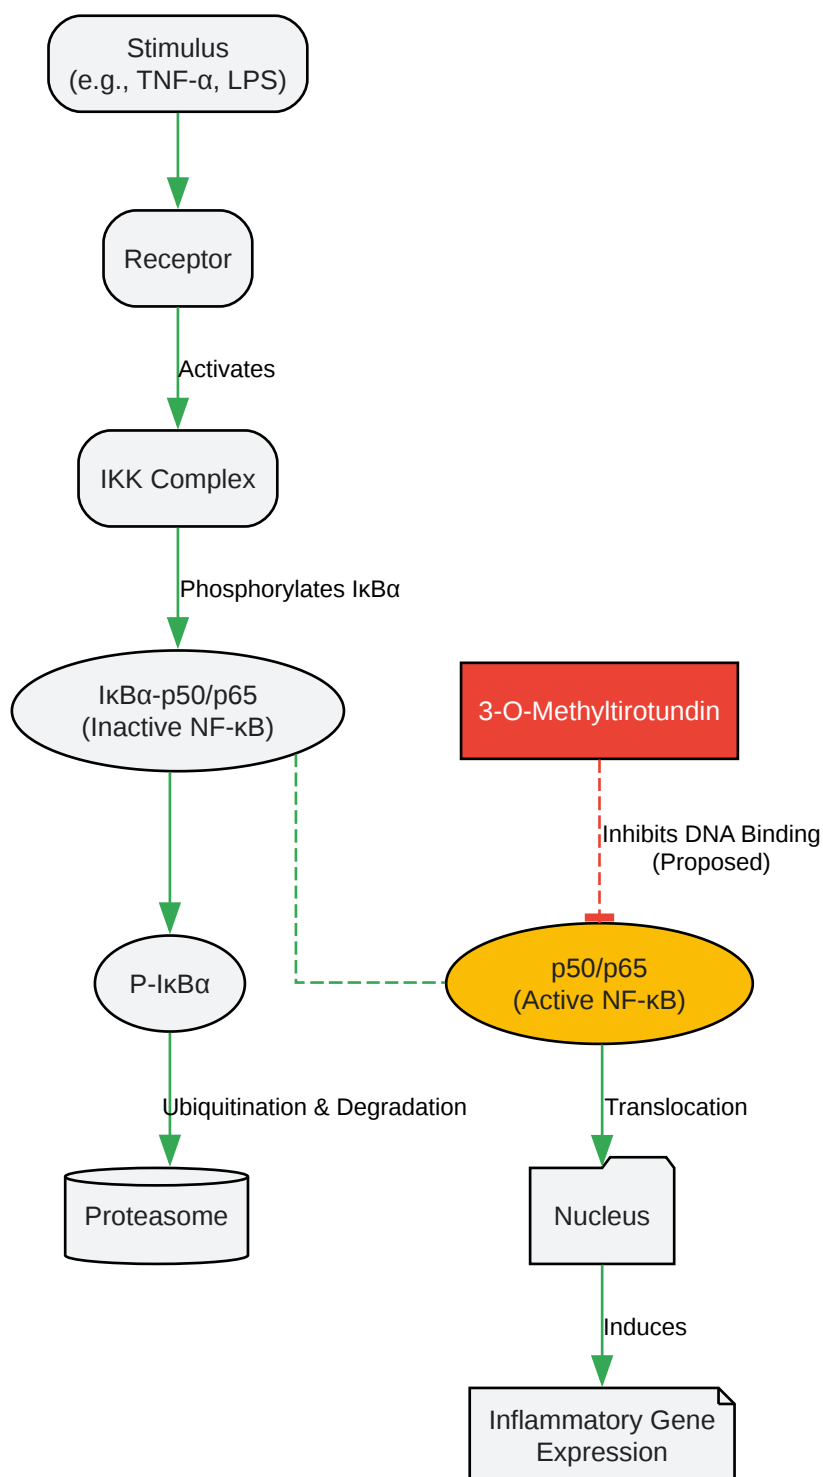 Stimulus
(e.g., TNF-α, LPS)
Receptor
Activates
IKK Complex
Phosphorylates IκBα
IκBα-p50/p65
(Inactive NF-κB)
3-O-Methyltirotundin
Inhibits DNA Binding
(Proposed)
P-IκBα
p50/p65
(Active NF-κB)
Ubiquitination & Degradation
Translocation
Proteasome
Nucleus
Induces
Inflammatory Gene
Expression